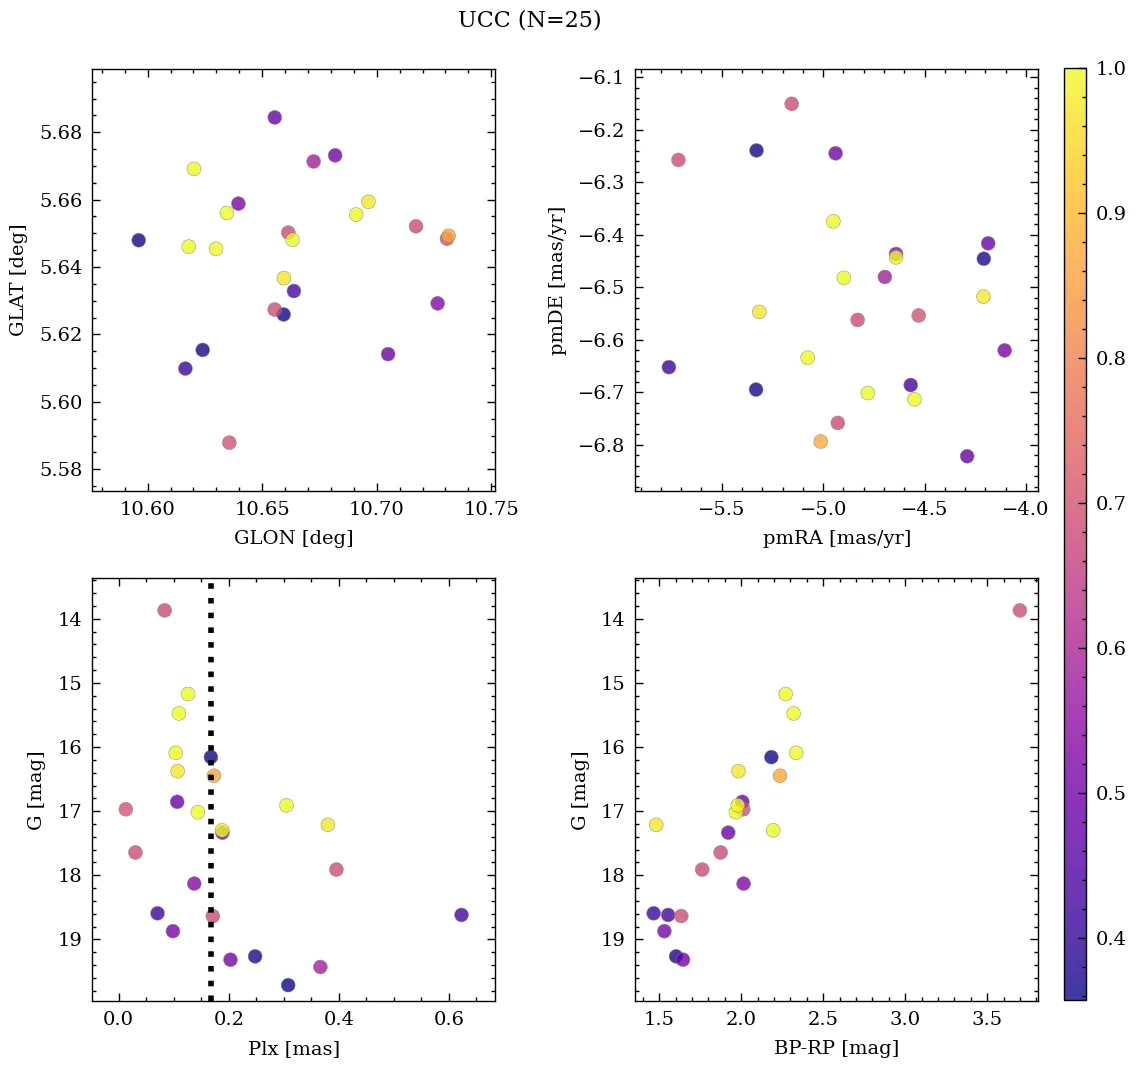 UCC (N=25)
5.68
5.66
5.64
5.62
5.60
5.58
GLAT [deg]
10.60 10.65 10.70 10.75
GLON [deg]
−6.1
−6.2
−6.3
−6.4
−6.5
−6.6
−6.7
−6.8
pmDE [mas/yr]
−5.5 −5.0 −4.5 −4.0
pmRA [mas/yr]
14
15
16
17
18
19
G [mag]
0.0 0.2 0.4 0.6
Plx [mas]
14
15
16
17
18
19
G [mag]
1.5 2.0 2.5 3.0 3.5
BP-RP [mag]
1.0
0.9
0.8
0.7
0.6
0.5
0.4